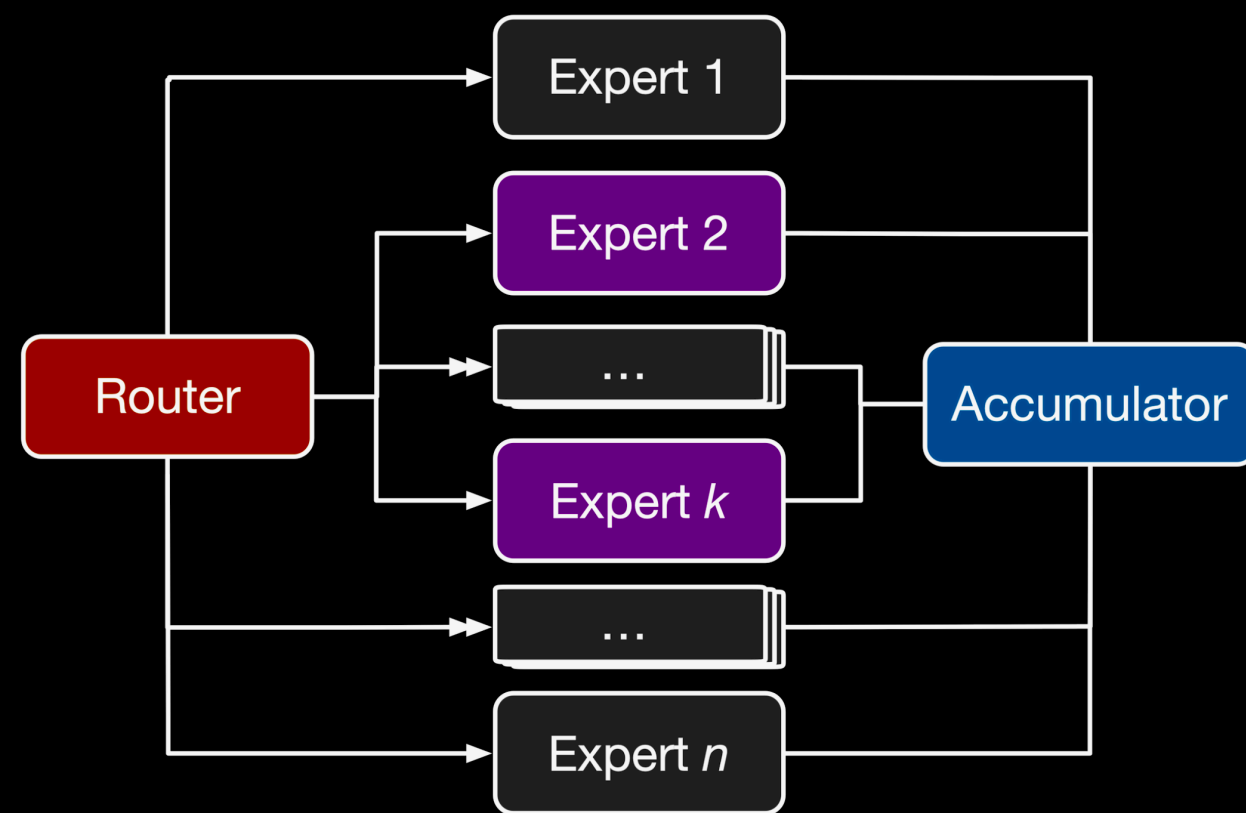 Expert 1
Expert 2
...
Router
Accumulator
Expert k
...
Expert n